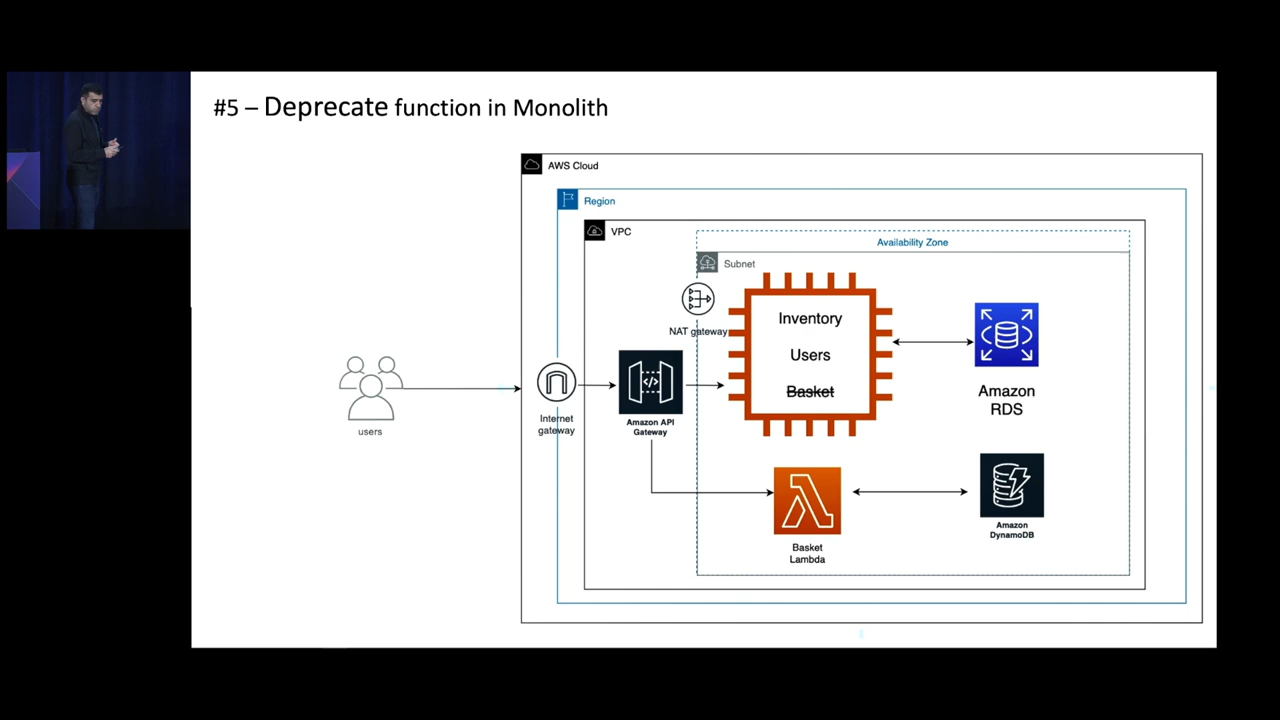 #5 – Deprecate function in Monolith
AWS Cloud
Region
VPC
Availability Zone
Subnet
NAT gateway
Inventory
Users
Basket
Amazon
RDS
users
Internet
gateway
Amazon API
Gateway
Basket
Lambda
Amazon
DynamoDB